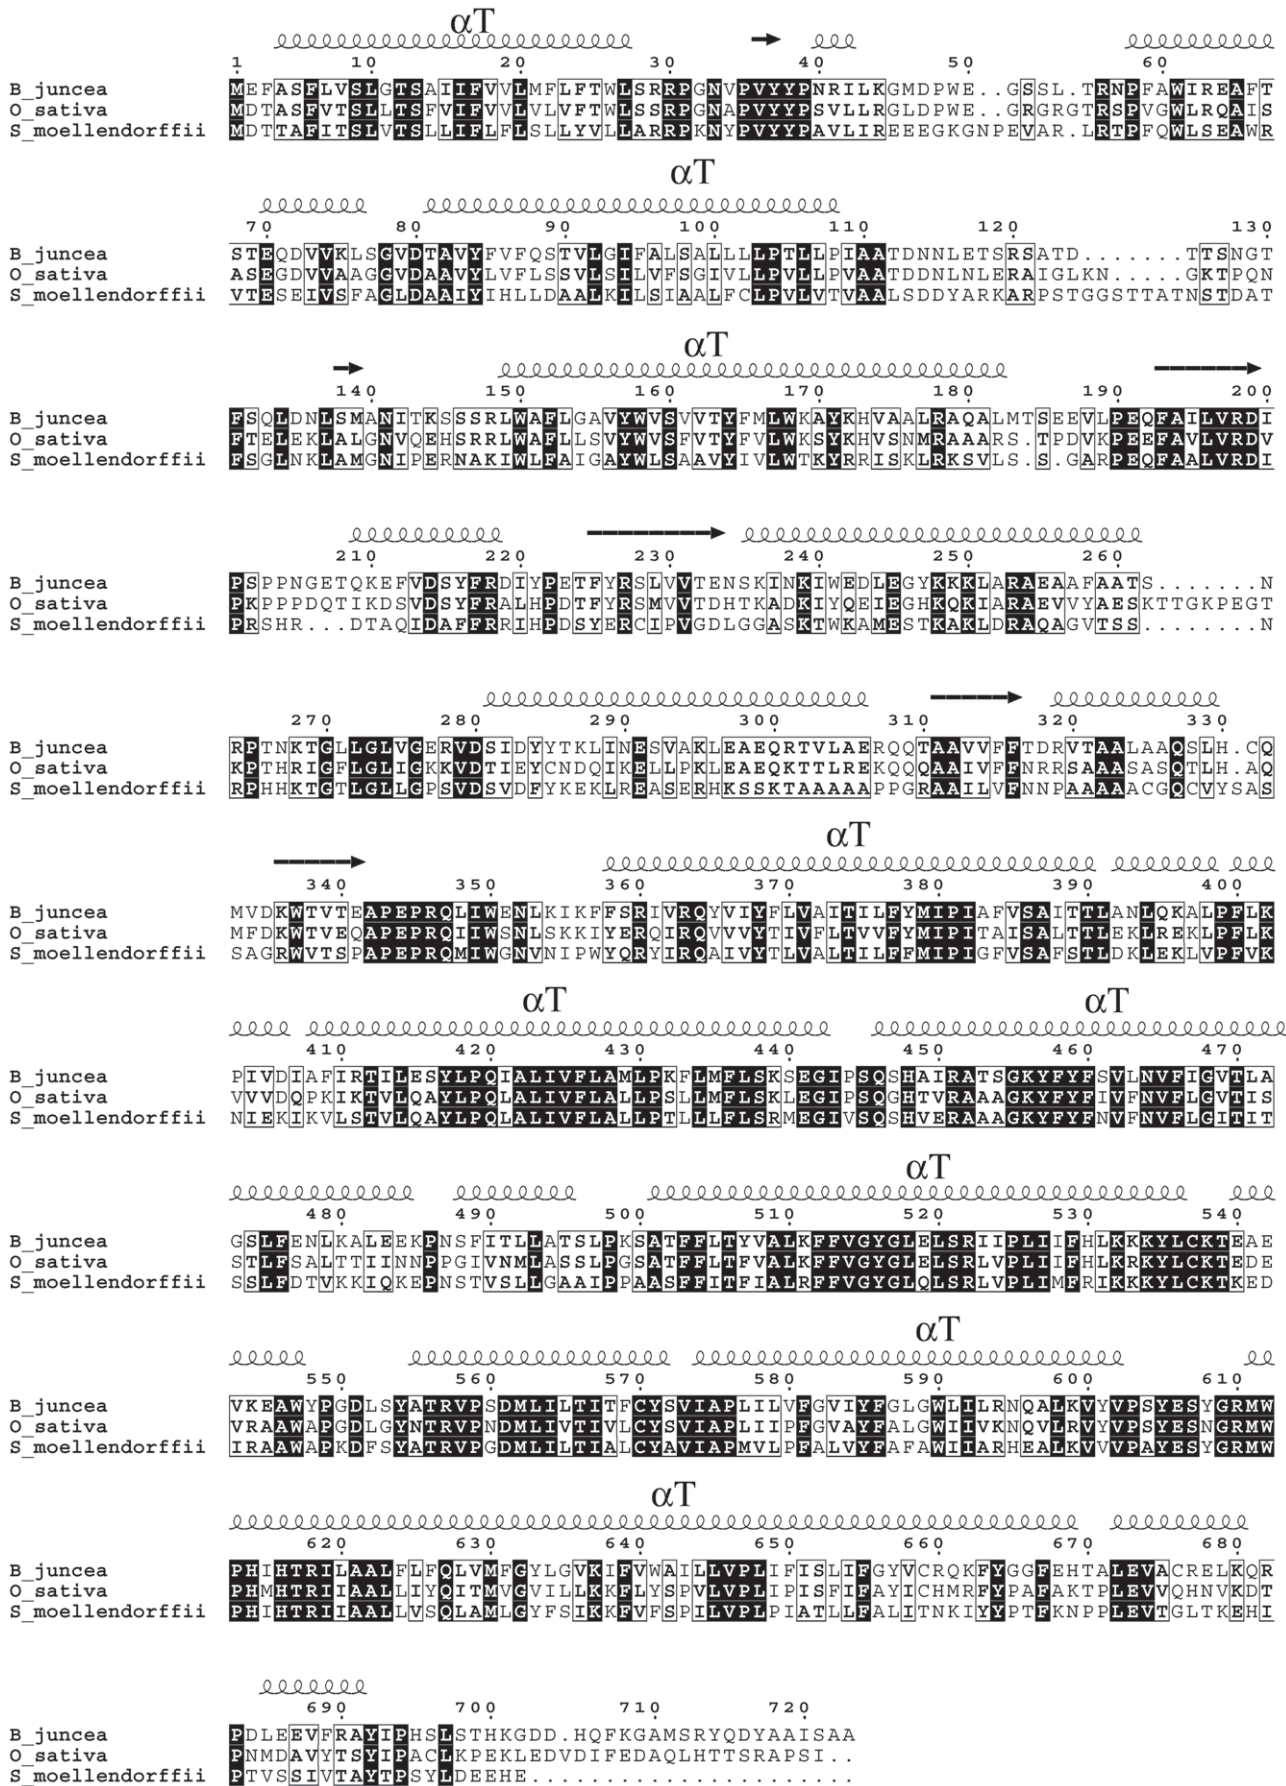 αT
1 10 20 30 40 50 60
B_juncea MEFASFLVSLGTSAIIFVVLMFLFTWLSRRPGNVPVYYPNRILKGMDPWE..GSSL.TRNPFAWIREAFT
O_sativa MDTASFVTSLLTSFVIFVVLVLVFTWLSSRPGNAPVYYPSVLLRGLDPWE..GRGRGTRSPVGWLRQAIS
S_moellendorffii MDTTAFITSLVTSLLIFLFLSLLYVLLARRPKNYPVYYPAVLIREEEGKGNPEVAR.LRTPFQWLSEAWR
αT
70 80 90 100 110 120 130
B_juncea STEQDVVKLSGVDTAVYFVFQSTVLGIFALSALLLLPTLLPIAATDNNLETSRSATD.......TTSNGT
O_sativa ASEGDVVAAGGVDAAVYLVFLSSVLSILVFSGIVLLPVLLPVAATDDNLNLERAIGLKN.....GKTPQN
S_moellendorffii VTESEIVSFAGLDAAIYIHLLDAALKILSIAALFCLPVLVTVAALSDDYARKARPSTGGSTTATNSTDAT
αT
140 150 160 170 180 190 200
B_juncea FSQLDNLSMANITKSSSRLWAFLGAVYWVSVVTYFMLWKAYKHVAALRAQALMTSEEVLPEQFAILVRDI
O_sativa FTELEKLALGNVQEHSRRLWAFLLSVYWVSFVTYFVLWKSYKHVSNMRAAARS.TPDVKPEEFAVLVRDV
S_moellendorffii FSGLNKLAMGNIPERNAKIWLFAIGAYWLSAAVYIVLWTKYRRISKLRKSVLS.S.GARPEQFAALVRDI
210 220 230 240 250 260
B_juncea PSPPNGETQKEFVDSYFRDIYPETFYRSLVVTENSKINKIWEDLEGYKKKLARAEAAFAATS.......N
O_sativa PKPPPDQTIKDSVDSYFRALHPDTFYRSMVVTDHTKADKIYQEIEGHKQKIARAEVVYAESKTTGKPEGT
S_moellendorffii PRSHR...DTAQIDAFFRRIHPDSYERCIPVGDLGGASKTWKAMESTKAKLDRAQAGVTSS........N
270 280 290 300 310 320 330
B_juncea RPTNKTGLLGLVGERVDSIDYYTKLINESVAKLEAEQRTVLAERQQTAAVVFFTDRVTAALAAQSLH.CQ
O_sativa KPTHRIGFLGLIGKKVDTIEYCNDQIKELLPKLEAEQKTTLREKQQQAAIVFFNRRSAAASASQTLH.AQ
S_moellendorffii RPHHKTGTLGLLGPSVDSVDFYKEKLREASERHKSSKTAAAAAPPGRAAILVFNNPAAAAAACGQCVYSAS
αT
340 350 360 370 380 390 400
B_juncea MVDKWTVTEAPEPRQLIWENLKIKFFSRIVRQYVIYFLVAITILFYMIPIAFVSAITTLANLQKALPFLK
O_sativa MFDKWTVEQAPEPRQIIWSNLSKKIYERQIRQVVVYTIVFLTVVFYMIPITAISALTTLEKLREKLPFLK
S_moellendorffii SAGRWVTSPAPEPRQMIWGNVNIPWYQRYIRQAIVYTLVALTILFFMIPIGFVSAFSTLDKLEKLVPFVK
αT αT
410 420 430 440 450 460 470
B_juncea PIVDIAFIRTILESYLPQIALIVFLAMLPKFLMFLSKSEGIPSQSHAIRATSGKYFYFSVLNVFIGVTLA
O_sativa VVVDQPKIKTVLQAYLPQLALIVFLALLPSLLMFLSKLEGIPSQGHTVRAAAGKYFYFIVFNVFLGVTIS
S_moellendorffii NIEKIKVLSTVLQAYLPQLALIVFLALLPTLLLFLSRMEGIVSQSHVERAAAGKYFYFNVFNVFLGITIT
αT
480 490 500 510 520 530 540
B_juncea GSLFENLKALEEKPNSFITLLATSLPKSATFFLTYVALKFFVGYGLELSRIIPLIIFHLKKKYLCKTEAE
O_sativa STLFSALTTIINNPPGIVNMLASSLPGSATFFLTFVALKFFVGYGLELSRLVPLIIFHLKRKYLCKTEDE
S_moellendorffii SSLFDTVKKIQKEPNSTVSLLGAAIPPAASFFITFIALRFFVGYGLQLSRLVPLIMFRIKKKYLCKTKED
αT
550 560 570 580 590 600 610
B_juncea VKEAWYPGDLSYATRVPSDMLILTITFCYSVIAPLILVFGVIYFGLGWLILRNQALKVYVPSYESYGRMW
O_sativa VRAAWAPGDLGYNTRVPNDMLIVTIVLCYSVIAPLIIPFGVAYFALGWIIVKNQVLRVYVPSYESNGRMW
S_moellendorffii IRAAWAPKDFSYATRVPGDMLILTIALCYAVIAPMVLPFALVYFAFAWIIARHEALKVVVPAYESYGRMW
αT
620 630 640 650 660 670 680
B_juncea PHIHTRILAALFLFQLVMFGYLGVKIFVWAILLVPLIFISLIFGYVCRQKFYGGFEHTALEVACRELKQR
O_sativa PHMHTRILAALIYQITMVGVILLKKFLYSPVLVPLIPISFIFAYICHMRFYPAFAKTPLEVVQHNVKDT
S_moellendorffii PHIHTRIIAALLVSQLAMLGYFSIKKFVFSPILVPLPIATLLFALITNKIYYPTFKNPPLEVTGLTKEHI
690 700 710 720
B_juncea PDLEEVFRAYIPHSLSTHKGDD.HQFKGAMSRYQDYAAISAA
O_sativa PNMDAVYTSYIPACLKPEKLEDVDIFEDAQLHTTSRAPSI..
S_moellendorffii PTVSSIVTAYTPSYLDEEHE......................